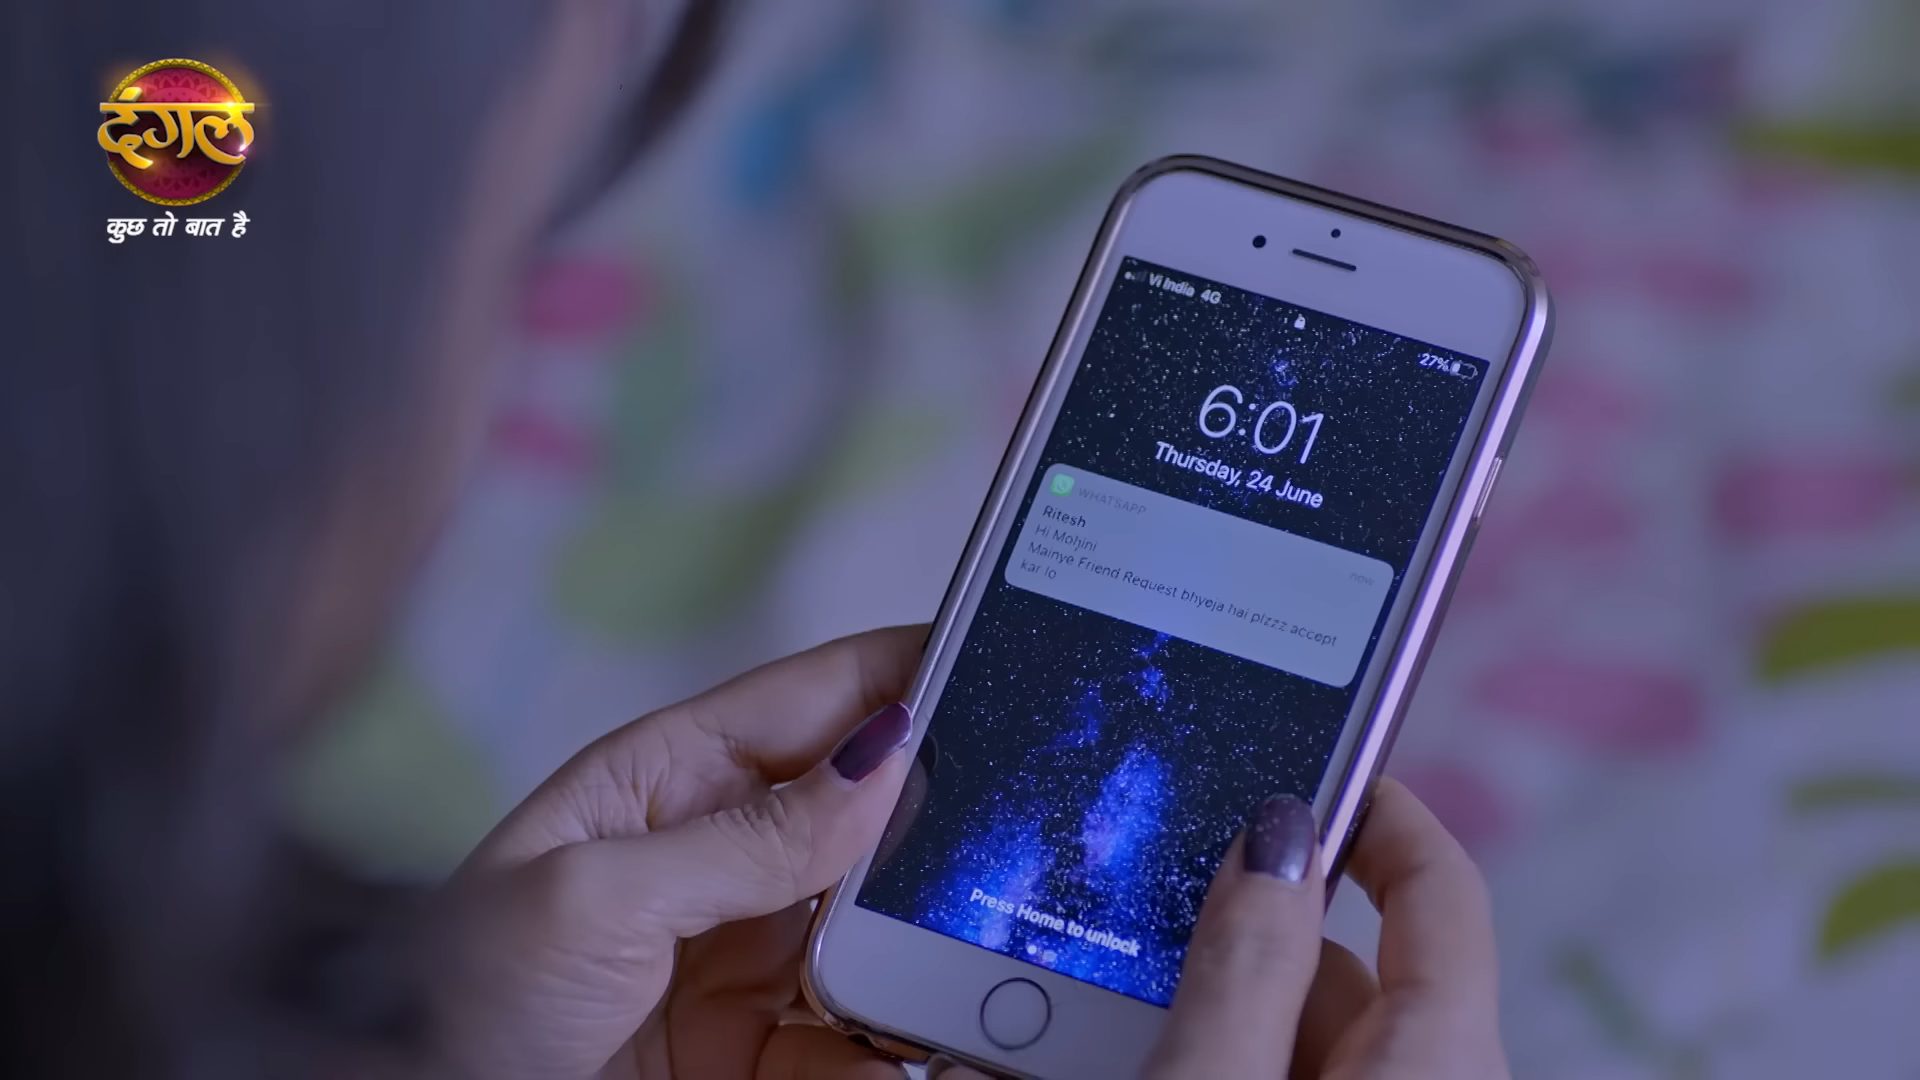 दंगल
कुछ तो बात है
Vi India 4G
27%
6:01
Thursday, 24 June
WHATSAPP
now
Ritesh
Hi Mohini
Mainye Friend Request bhyeja hai plzzz accept
kar lo
Press Home to unlock